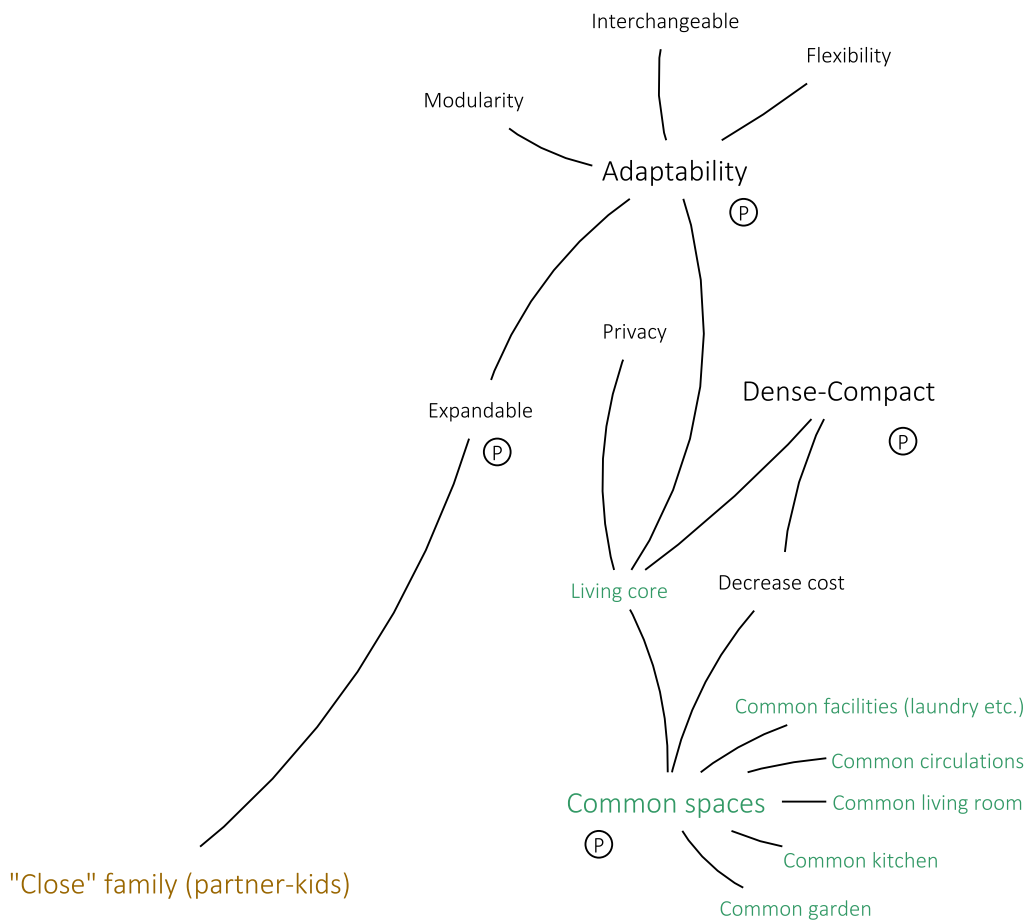 Interchangeable
Flexibility
Modularity
Adaptability
P
Privacy
Dense-Compact
Expandable
P
P
Living core
Decrease cost
Common facilities (laundry etc.)
Common circulations
Common spaces
Common living room
P
Common kitchen
"Close" family (partner-kids)
Common garden